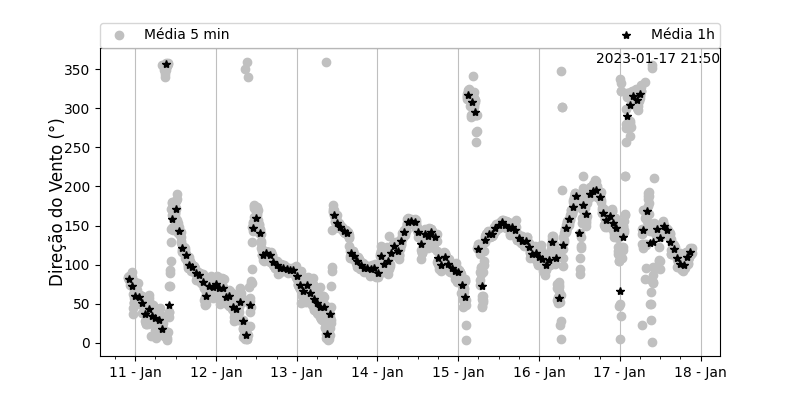 Média 5 min
Média 1h
2023-01-17 21:50
Direção do Vento (°)
350
300
250
200
150
100
50
0
11 - Jan
12 - Jan
13 - Jan
14 - Jan
15 - Jan
16 - Jan
17 - Jan
18 - Jan